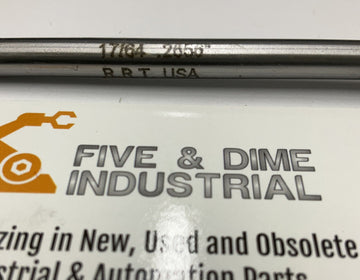 17/64 .2656"
R.R.T. USA
FIVE & DIME
INDUSTRIAL
zing in New, Used and Obsolete
strial & Automation Parts